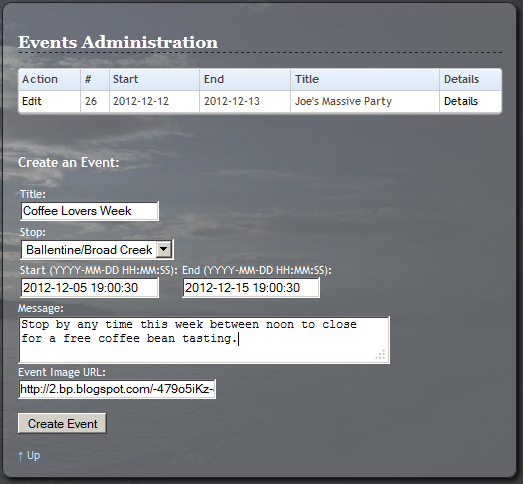 Events Administration
Action # Start End Title Details
Edit 26 2012-12-12 2012-12-13 Joe's Massive Party Details
Create an Event:
Title:
Coffee Lovers Week
Stop:
Ballentine/Broad Creek
Start (YYYY-MM-DD HH:MM:SS): End (YYYY-MM-DD HH:MM:SS):
2012-12-05 19:00:30 2012-12-15 19:00:30
Message:
Stop by any time this week between noon to close
for a free coffee bean tasting.
Event Image URL:
http://2.bp.blogspot.com/-479o5iKz-
Create Event
↑ Up